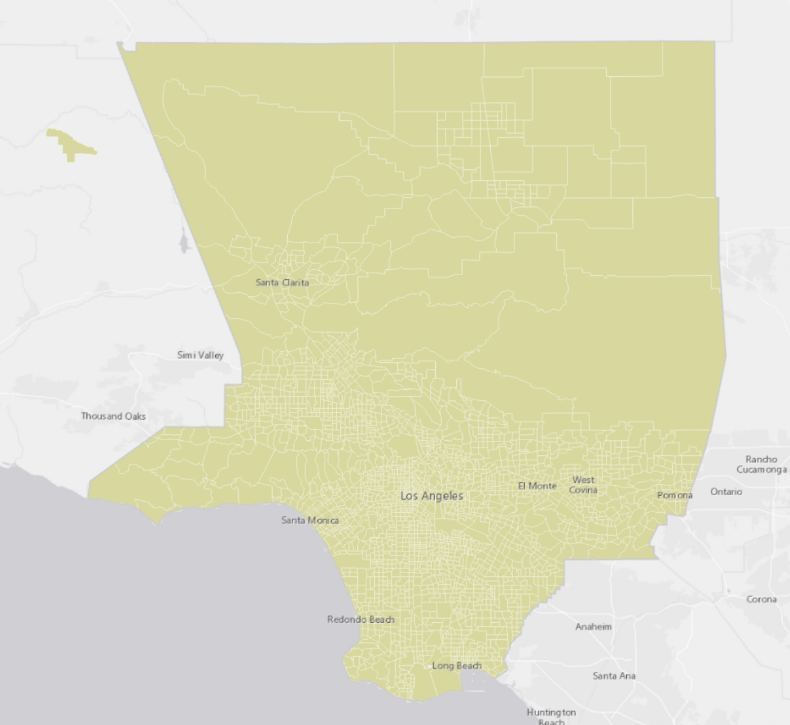 Santa Clarita
Simi Valley
Thousand Oaks
Rancho
Cucamonga
West
Covina
El Monte
Pomona
Ontario
Los Angeles
Santa Monica
Corona
Redondo Beach
Anaheim
Long Beach
Santa Ana
Huntington
Beach